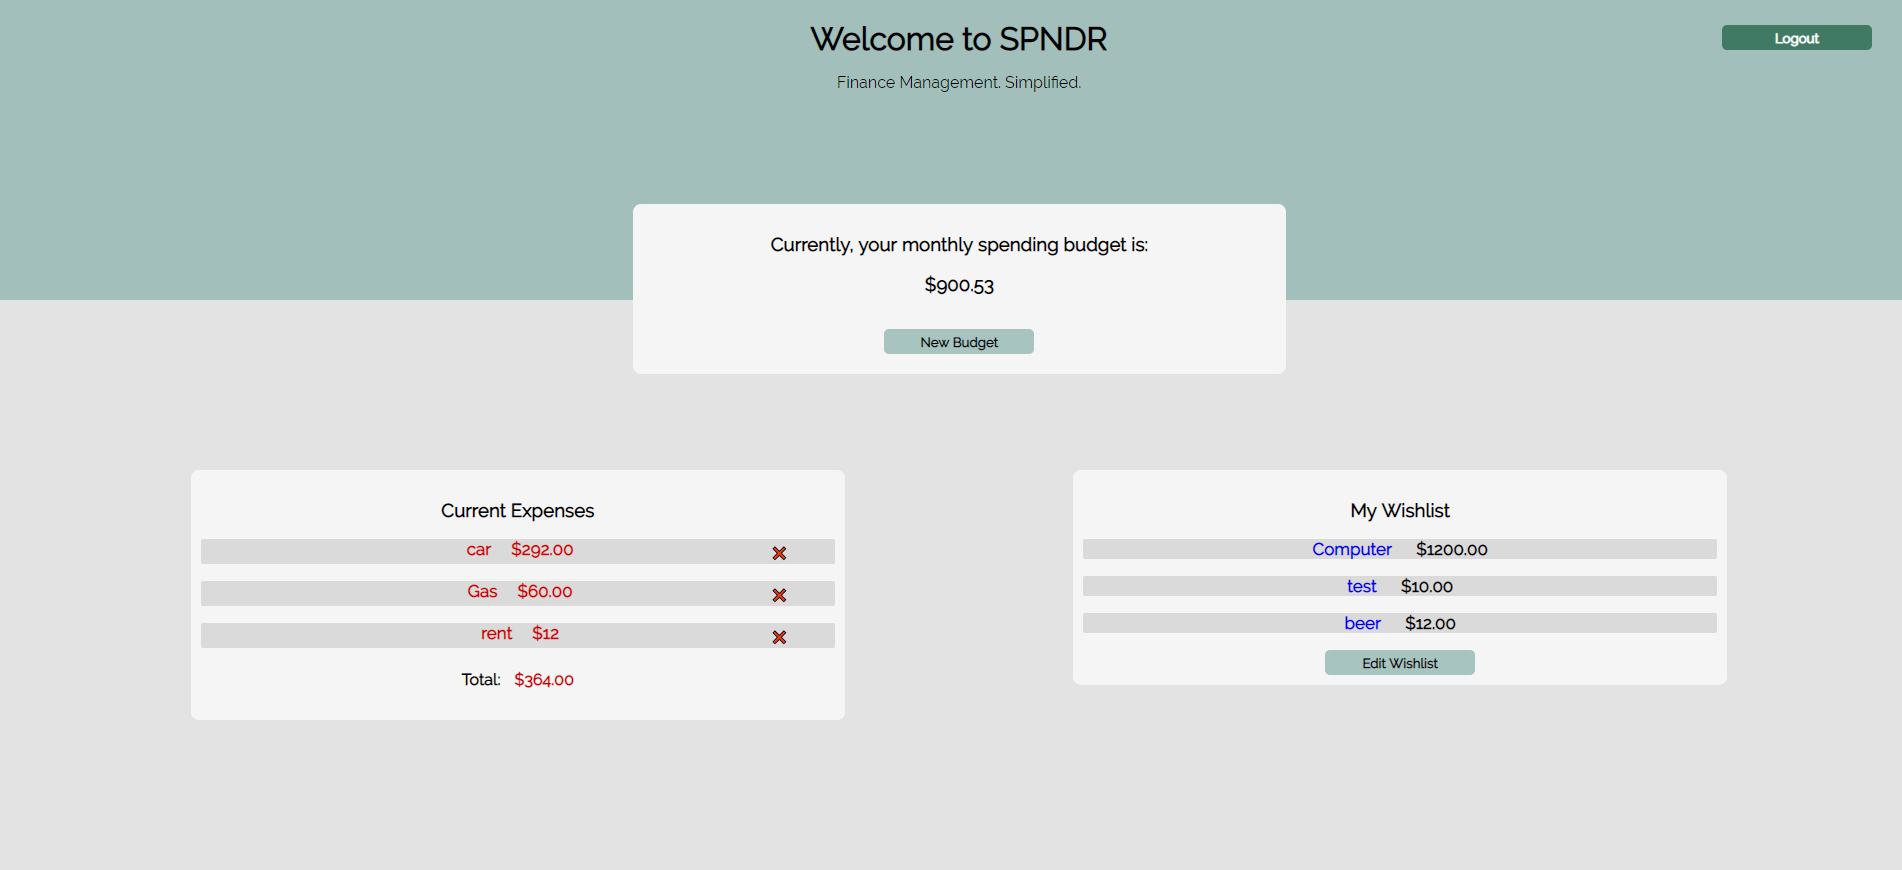 Welcome to SPNDR
Logout
Finance Management. Simplified.
Currently, your monthly spending budget is:
$900.53
New Budget
Current Expenses
car $292.00
Gas $60.00
rent $12
Total: $364.00
My Wishlist
Computer $1200.00
test $10.00
beer $12.00
Edit Wishlist